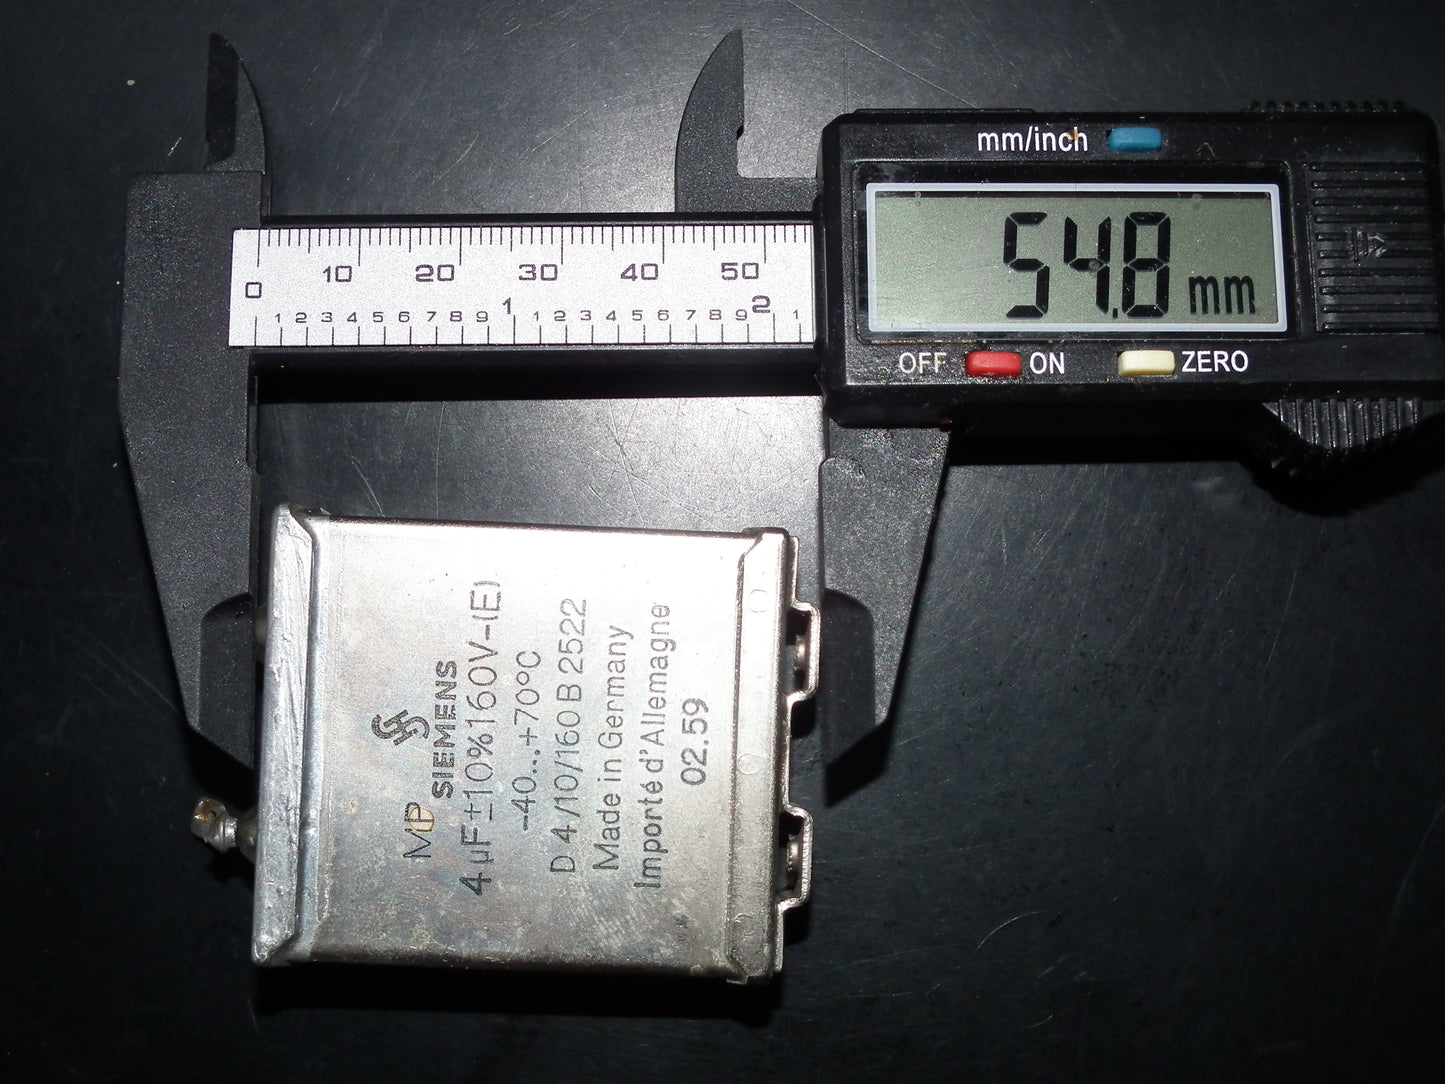 mm/inch
54.8 mm
OFF ON ZERO
0 10 20 30 40 50
1 2 3 4 5 6 7 8 9 1 1 2 3 4 5 6 7 8 9 2 1
MP SIEMENS
4 µF±10% 160V-(E)
-40...+70°C
D 4/10/160 B 2522
Made in Germany
Importé d'Allemagne
02.59